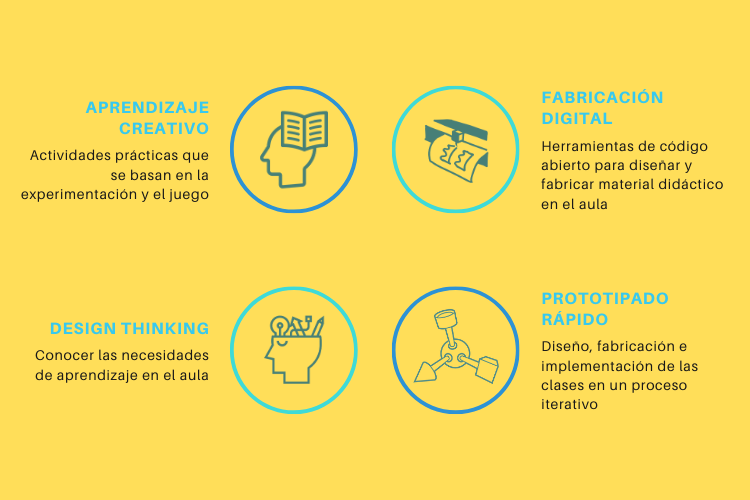 APRENDIZAJE
CREATIVO
Actividades prácticas que
se basan en la
experimentación y el juego
FABRICACIÓN
DIGITAL
Herramientas de código
abierto para diseñar y
fabricar material didáctico
en el aula
11
DESIGN THINKING
Conocer las necesidades
de aprendizaje en el aula
PROTOTIPADO
RÁPIDO
Diseño, fabricación e
implementación de las
clases en un proceso
iterativo